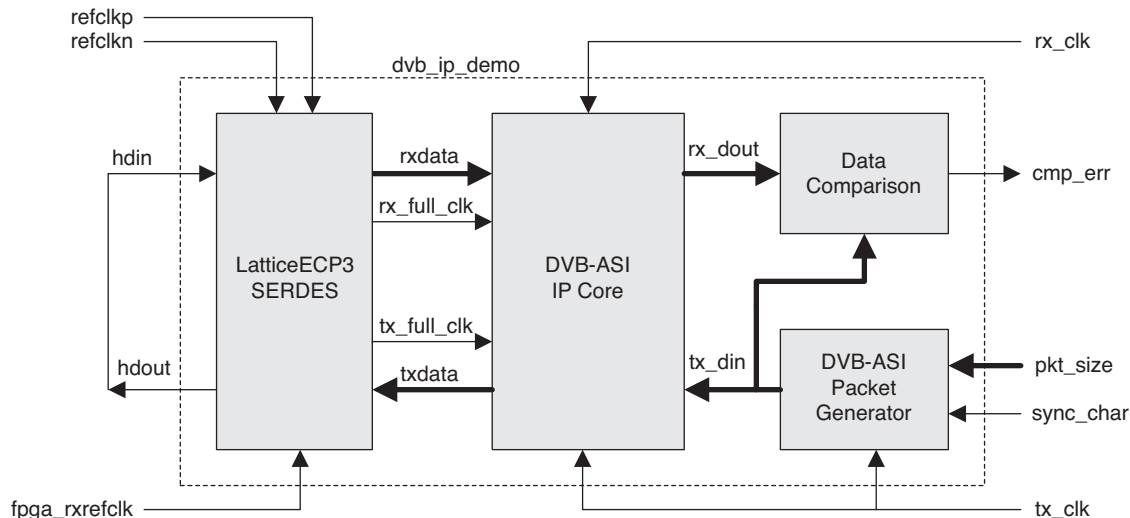 refclkp
refclkn
rx_clk
dvb_ip_demo
hdin
rxdata
rx_dout
Data
Comparison
cmp_err
rx_full_clk
LatticeECP3
SERDES
DVB-ASI
IP Core
tx_full_clk
hdout
txdata
tx_din
DVB-ASI
Packet
Generator
pkt_size
sync_char
fpga_rxrefclk
tx_clk